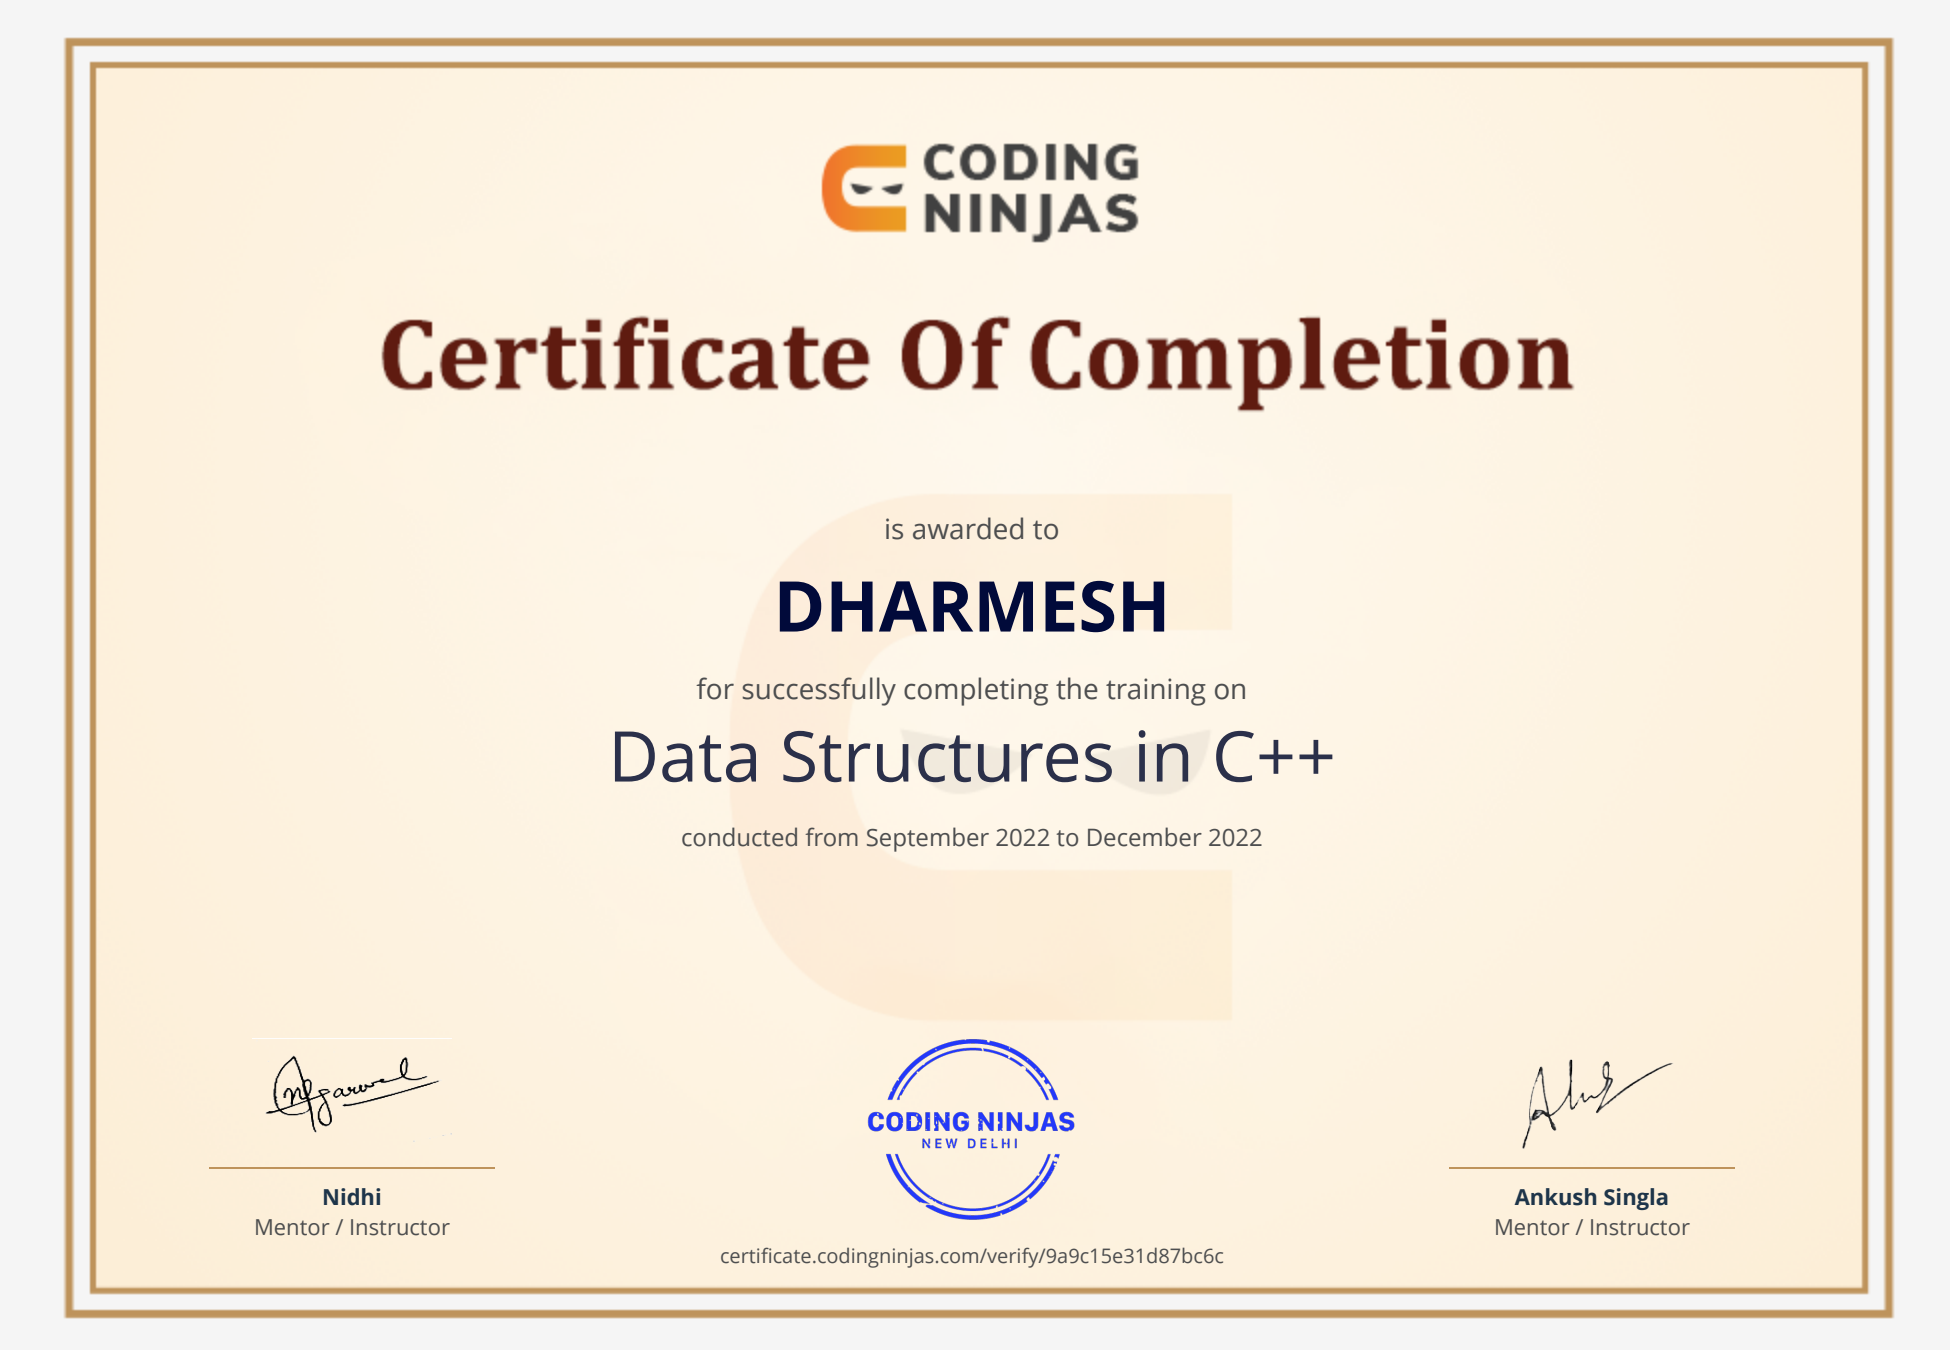 CODING
NINJAS
Certificate Of Completion
is awarded to
DHARMESH
for successfully completing the training on
Data Structures in C++
conducted from September 2022 to December 2022
CODING NINJAS
NEW DELHI
Nidhi
Mentor / Instructor
Ankush Singla
Mentor / Instructor
certificate.codingninjas.com/verify/9a9c15e31d87bc6c